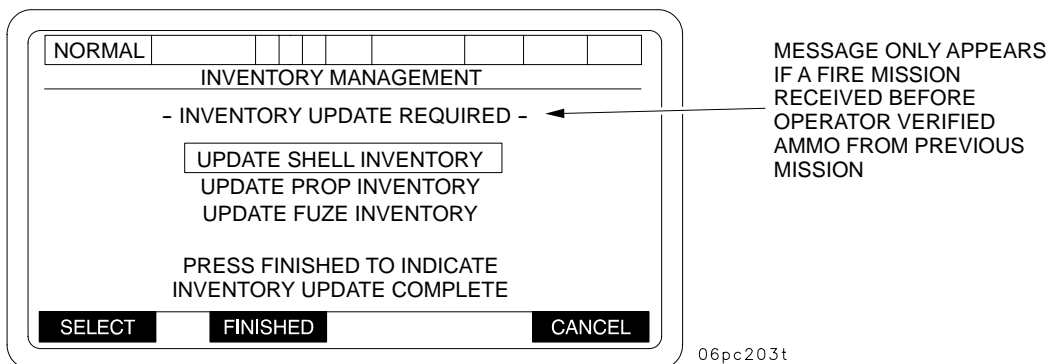 NORMAL
INVENTORY MANAGEMENT
- INVENTORY UPDATE REQUIRED -
UPDATE SHELL INVENTORY
UPDATE PROP INVENTORY
UPDATE FUZE INVENTORY
PRESS FINISHED TO INDICATE
INVENTORY UPDATE COMPLETE
SELECT FINISHED CANCEL
MESSAGE ONLY APPEARS
IF A FIRE MISSION
RECEIVED BEFORE
OPERATOR VERIFIED
AMMO FROM PREVIOUS
MISSION
06pc203t